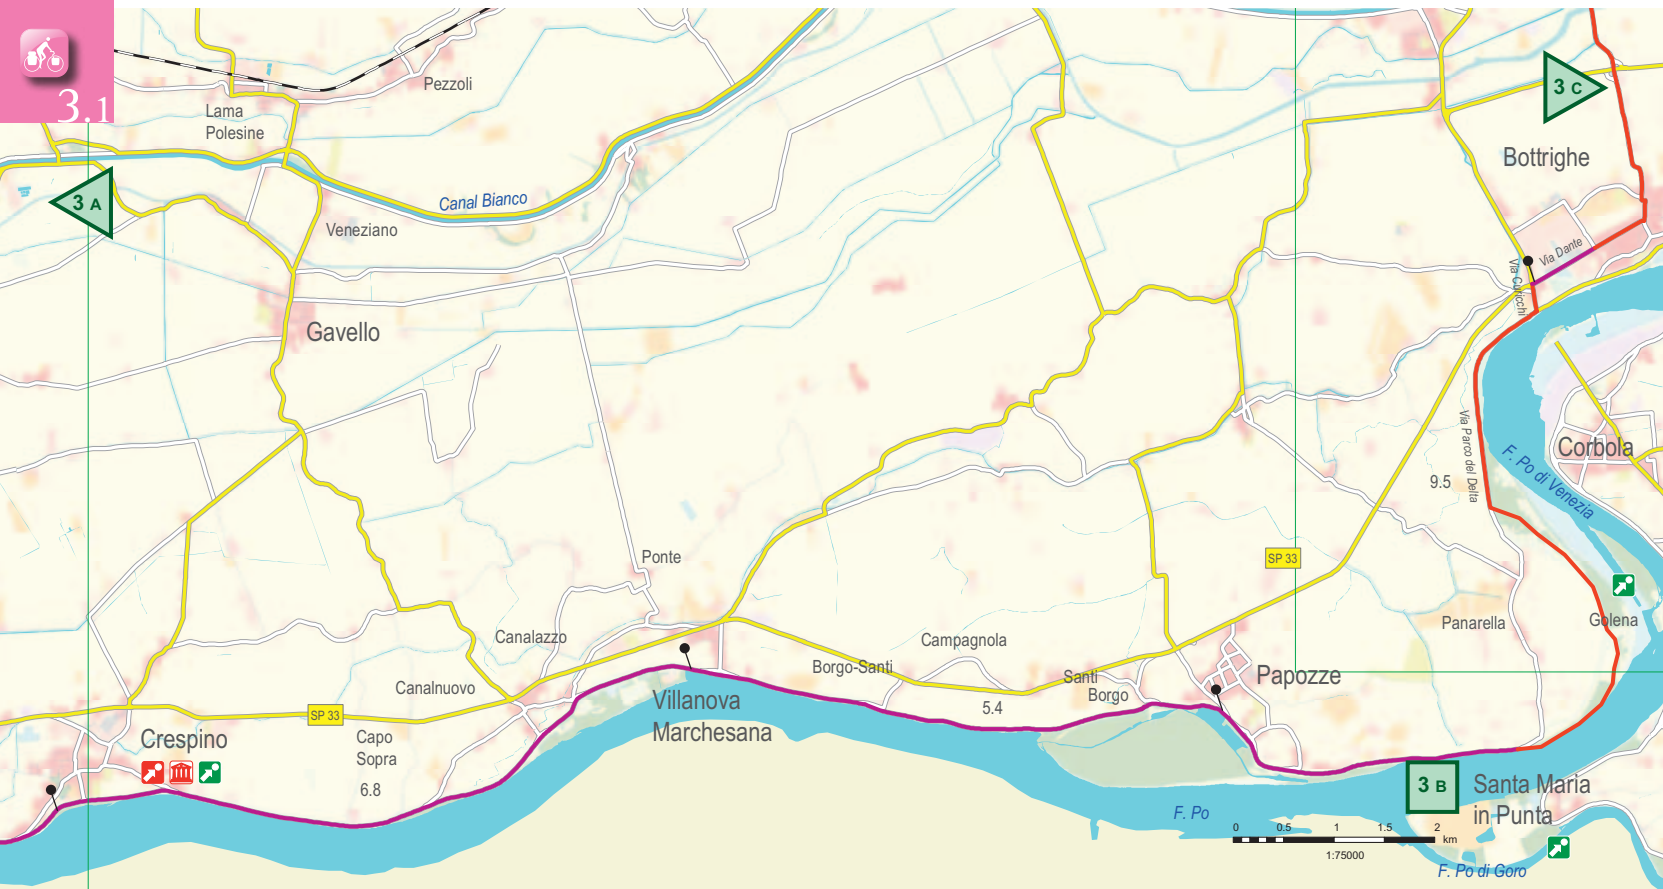 3.1
Pezzoli
Lama
Polesine
3 C
Bottrighe
3 A
Canal Bianco
Veneziano
Via Dante
Via Curicchi
Gavello
Corbola
Via Parco del Delta
F. Po di Venezia
9.5
Ponte
SP 33
Golena
Panarella
Canalazzo
Campagnola
Borgo-Santi
Santi
Borgo
Papozze
Canalnuovo
Villanova
Marchesana
5.4
SP 33
Crespino
Capo
Sopra
6.8
3 B
Santa Maria
in Punta
F. Po
0 0.5 1 1.5 2
km
1:75000
F. Po di Goro